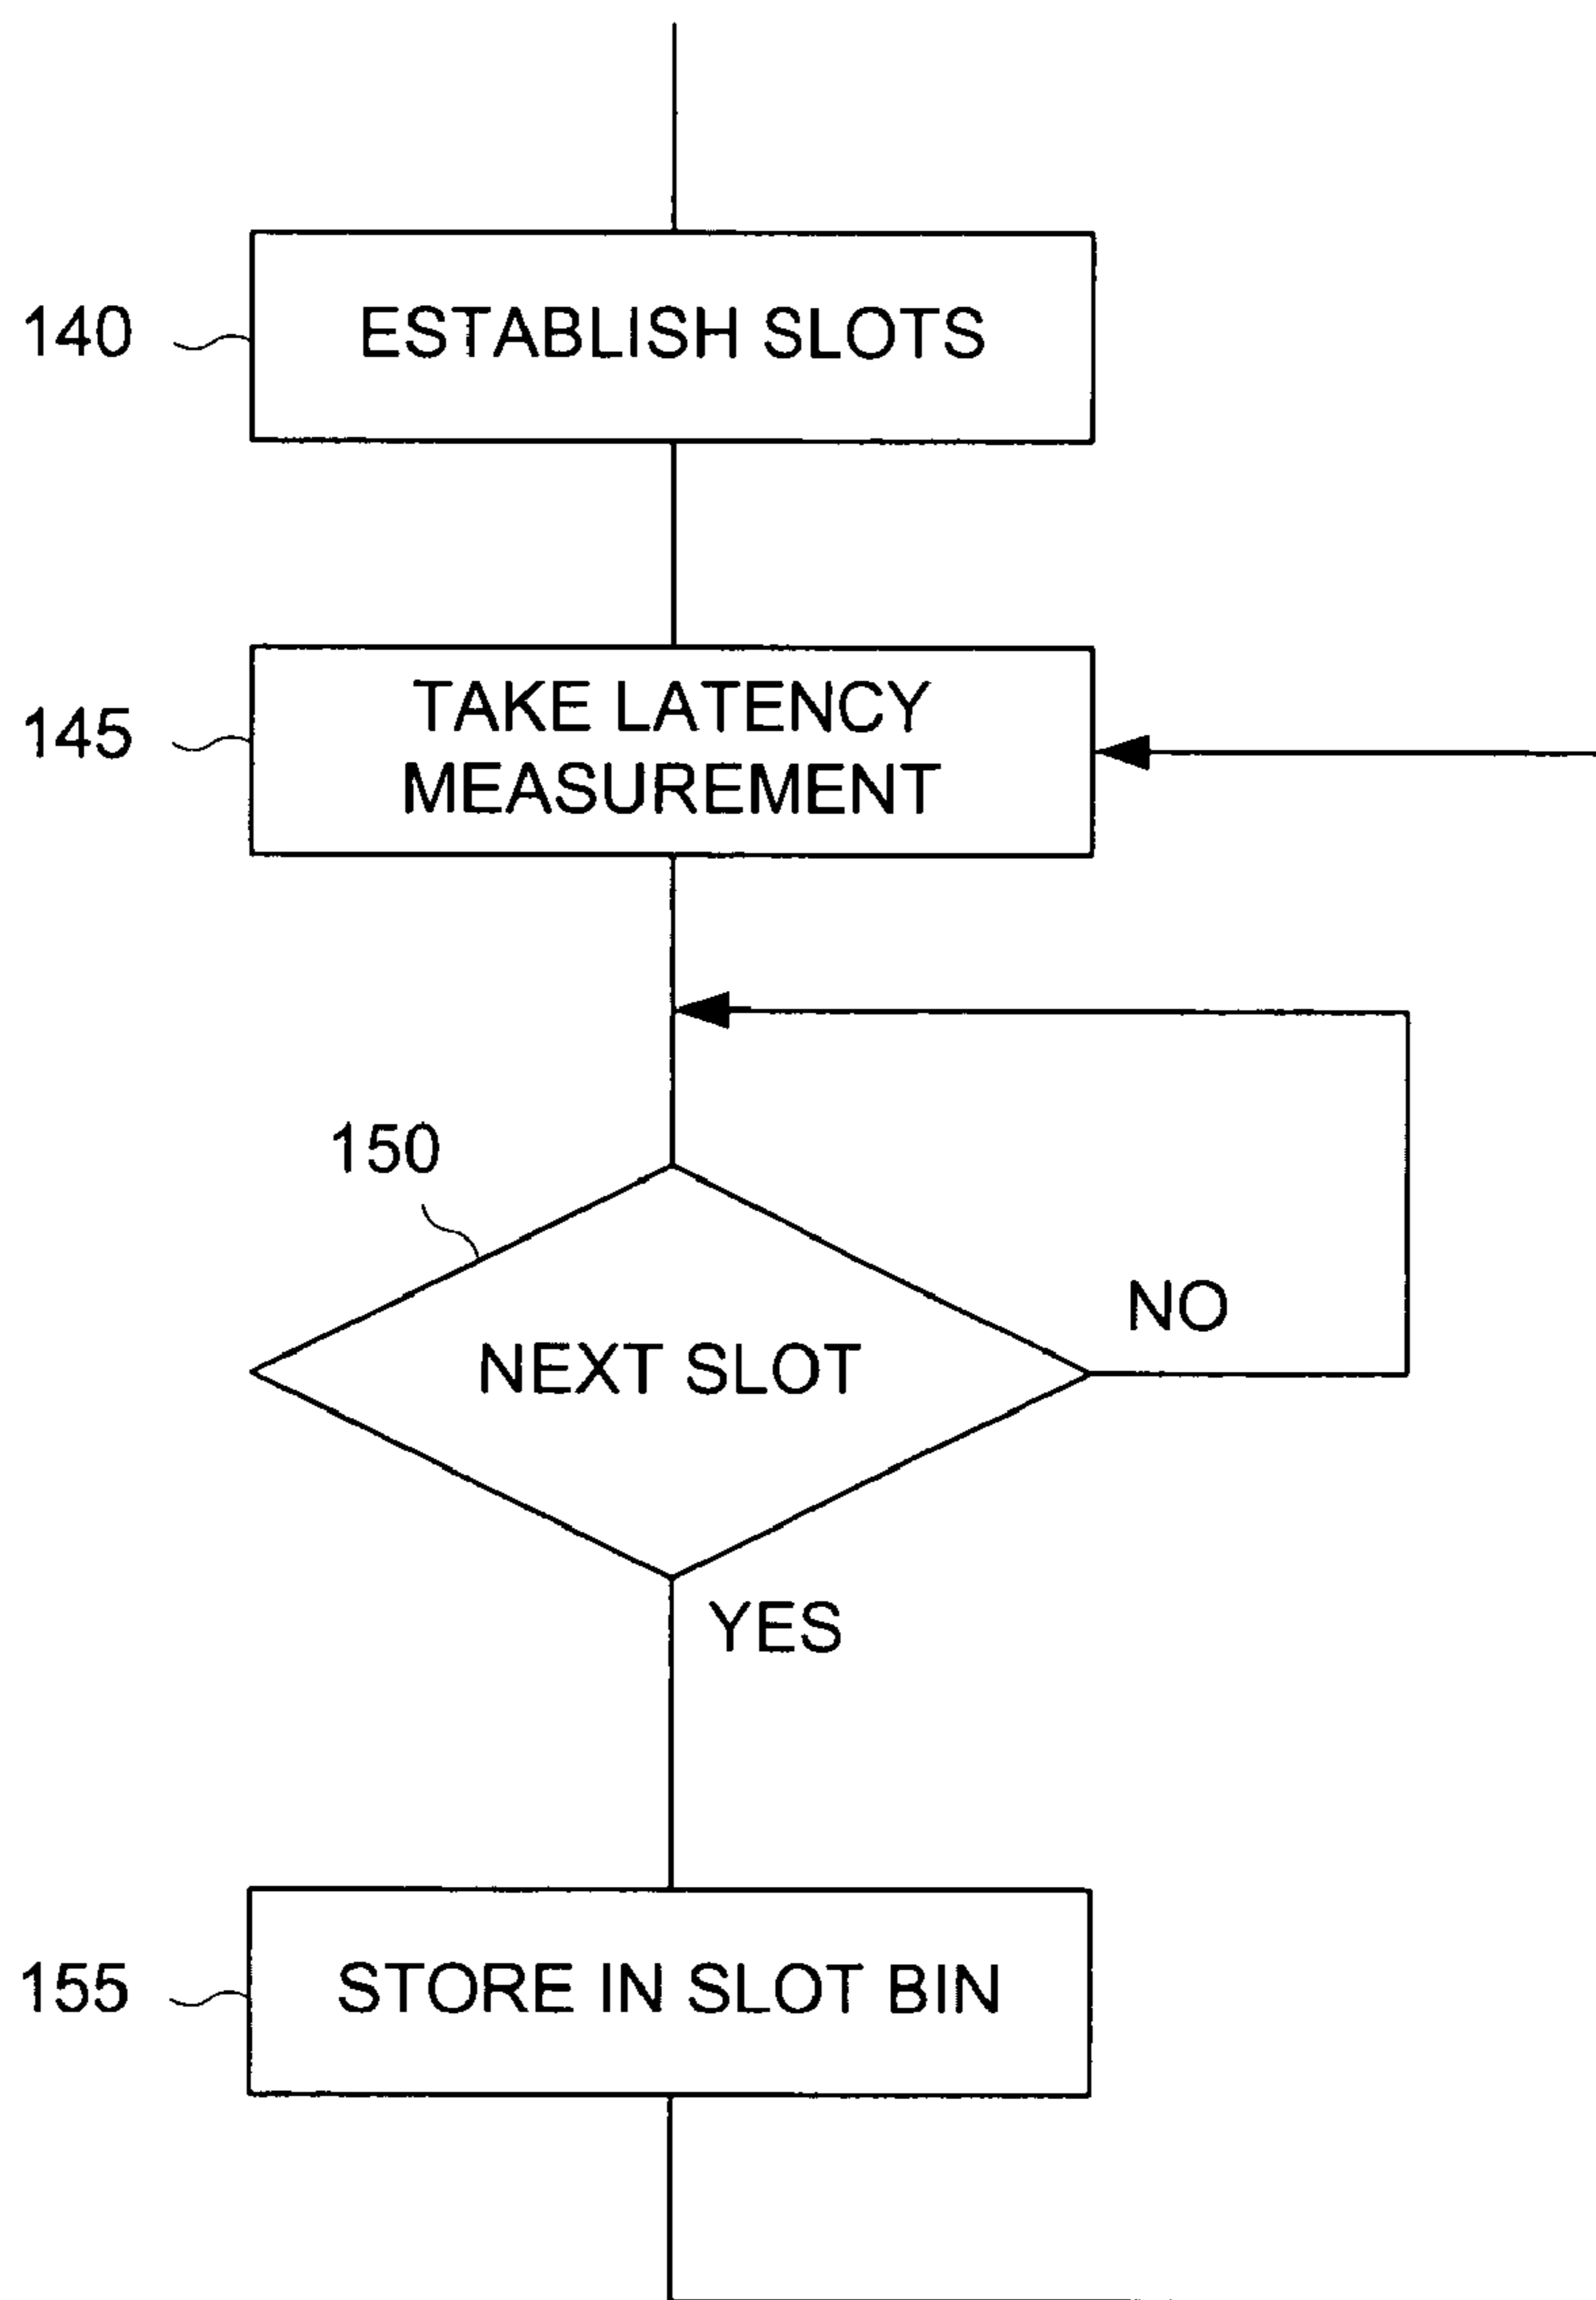 140
ESTABLISH SLOTS
145
TAKE LATENCY
MEASUREMENT
150
NEXT SLOT
NO
YES
155
STORE IN SLOT BIN